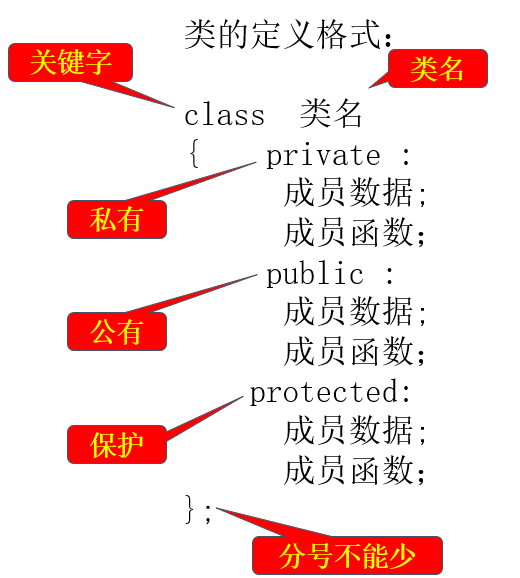 类的定义格式：
关键字
类名
class 类名
{ private :
成员数据;
私有
成员函数；
public :
公有
成员数据;
成员函数；
protected:
保护
成员数据;
成员函数；
};
分号不能少